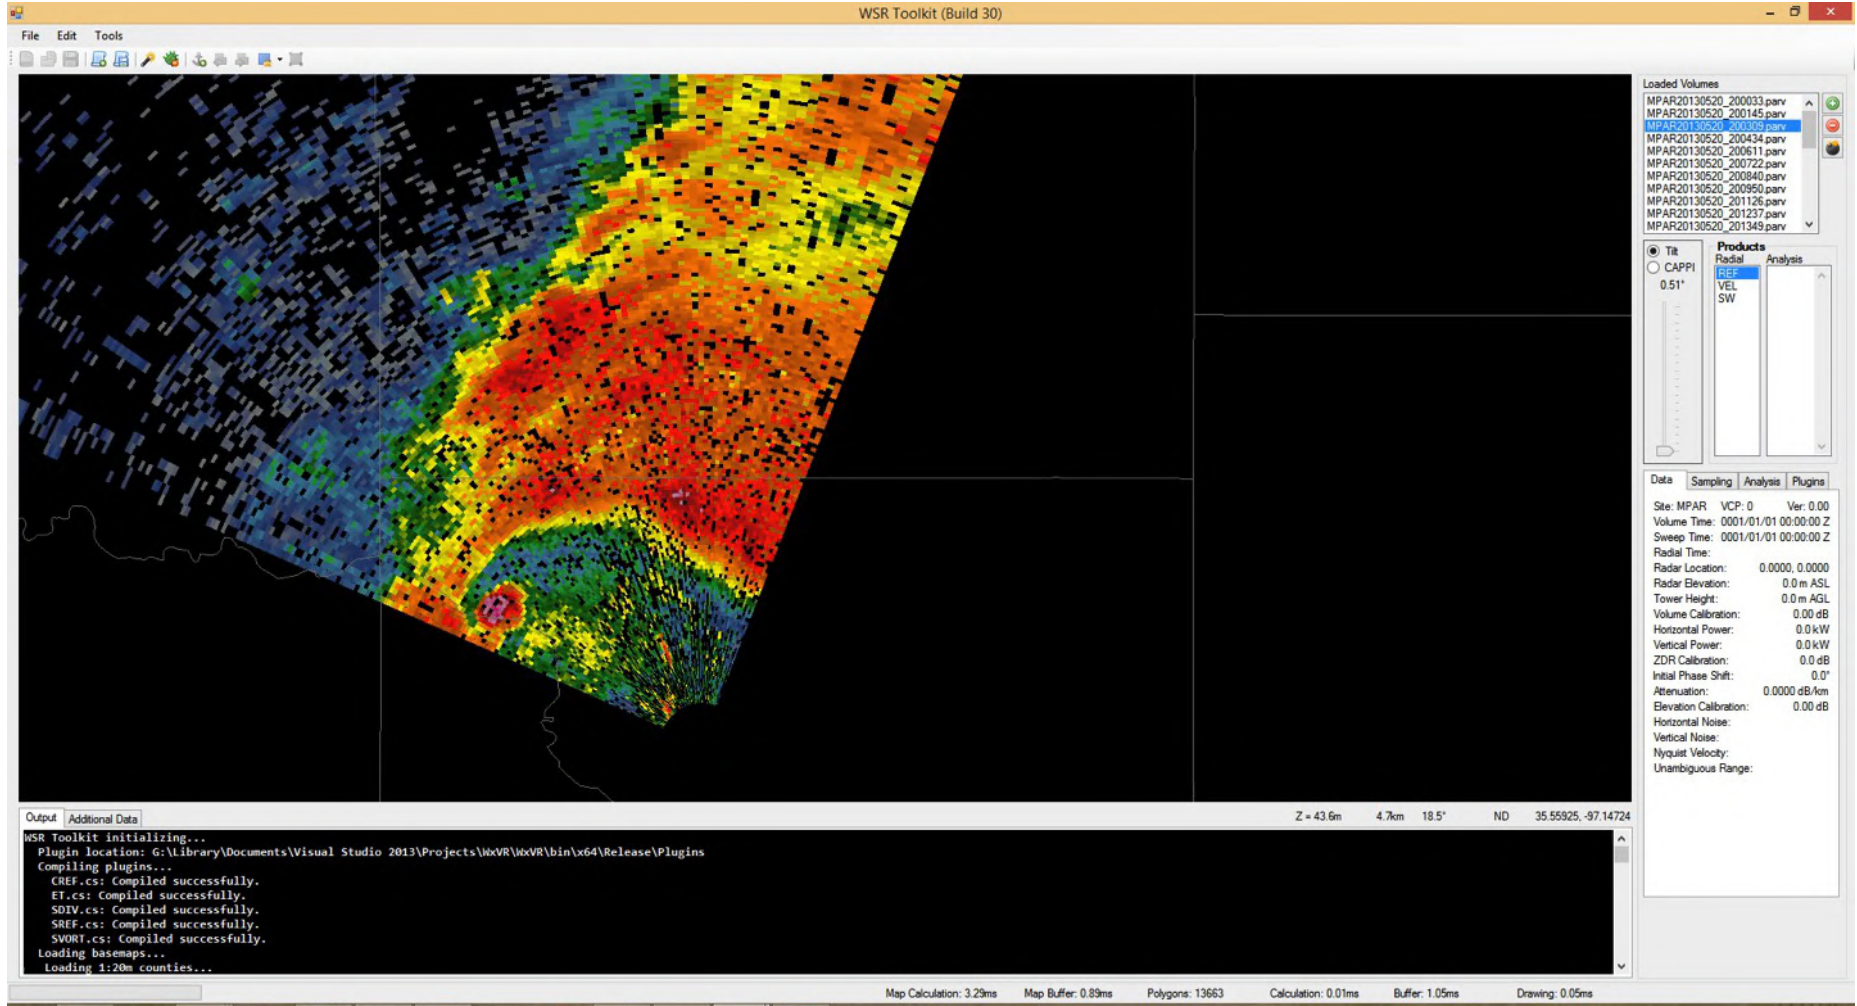 WSR Toolkit (Build 30)
File Edit Tools
Loaded Volumes
MPAR20130520_200033.parv
MPAR20130520_200145.parv
MPAR20130520_200309.parv
MPAR20130520_200434.parv
MPAR20130520_200611.parv
MPAR20130520_200722.parv
MPAR20130520_200840.parv
MPAR20130520_200950.parv
MPAR20130520_201126.parv
MPAR20130520_201237.parv
MPAR20130520_201349.parv
Tilt
CAPPI
0.51°
Products
Radial Analysis
REF
VEL
SW
Data Sampling Analysis Plugins
Site: MPAR VCP: 0 Ver: 0.00
Volume Time: 0001/01/01 00:00:00 Z
Sweep Time: 0001/01/01 00:00:00 Z
Radial Time:
Radar Location: 0.0000, 0.0000
Radar Elevation: 0.0 m ASL
Tower Height: 0.0 m AGL
Volume Calibration: 0.00 dB
Horizontal Power: 0.0 kW
Vertical Power: 0.0 kW
ZDR Calibration: 0.0 dB
Initial Phase Shift: 0.0°
Attenuation: 0.0000 dB/km
Elevation Calibration: 0.00 dB
Horizontal Noise:
Vertical Noise:
Nyquist Velocity:
Unambiguous Range:
Output Additional Data
Z = 43.6m 4.7km 18.5° ND 35.55925, -97.14724
WSR Toolkit initializing...
Plugin location: G:\Library\Documents\Visual Studio 2013\Projects\WxVR\WxVR\bin\x64\Release\Plugins
Compiling plugins...
CREF.cs: Compiled successfully.
ET.cs: Compiled successfully.
SDIV.cs: Compiled successfully.
SREF.cs: Compiled successfully.
SVORT.cs: Compiled successfully.
Loading basemaps...
Loading 1:20m counties...
Map Calculation: 3.29ms Map Buffer: 0.89ms Polygons: 13663 Calculation: 0.01ms Buffer: 1.05ms Drawing: 0.05ms